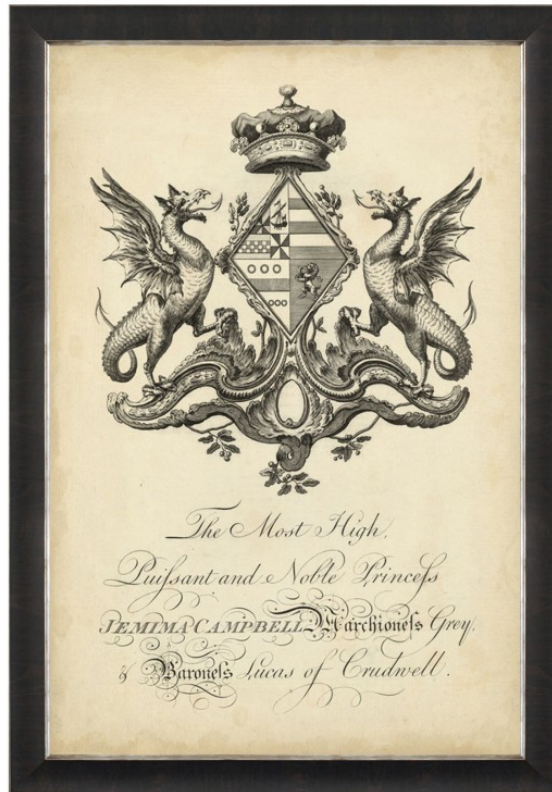 The Most High,
Puiſsant and Noble Princeſs
JEMIMA CAMPBELL Marchioneſs Grey,
& Baroneſs Lucas of Crudwell.